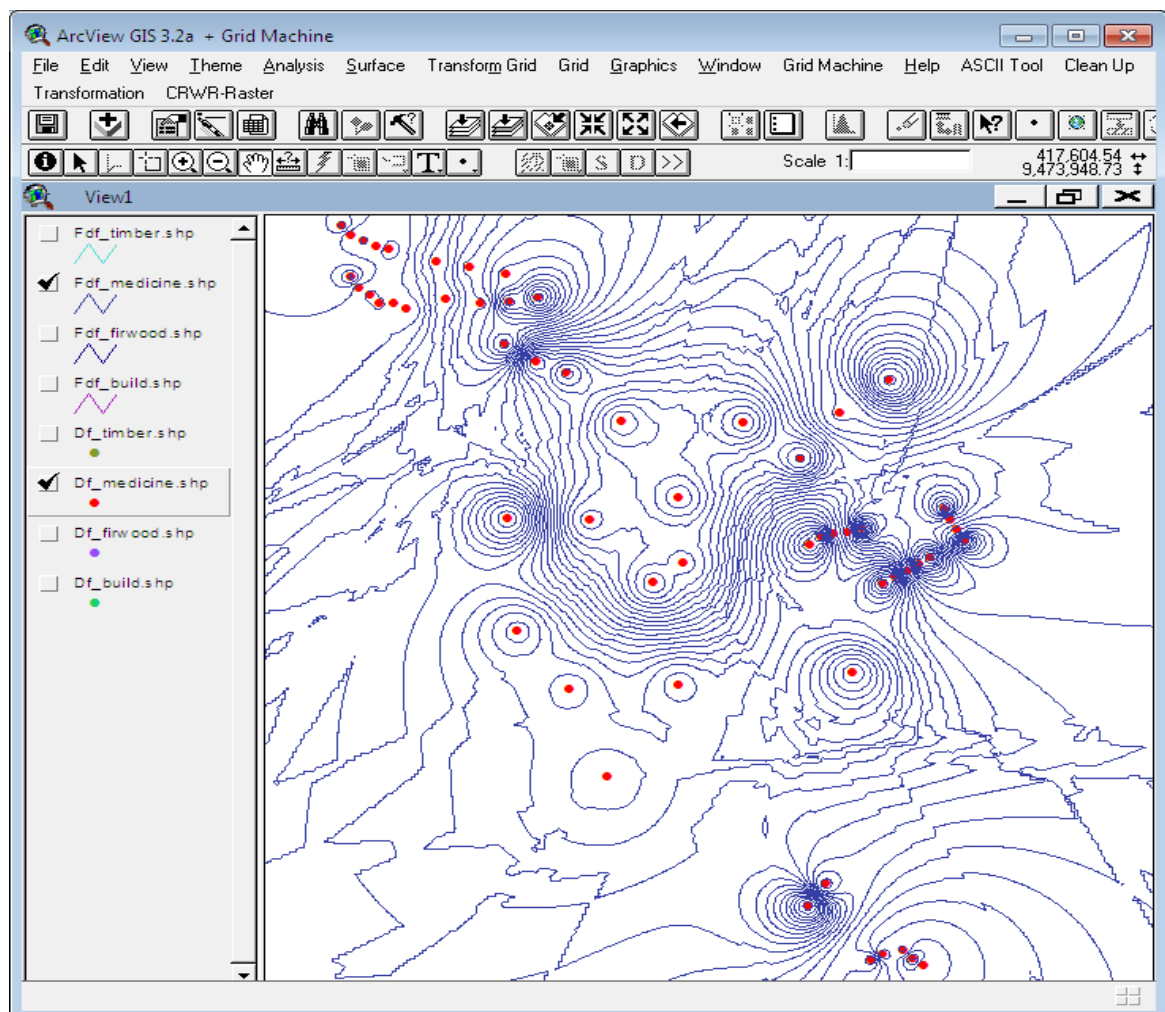 ArcView GIS 3.2a + Grid Machine
File Edit View Theme Analysis Surface Transform Grid Grid Graphics Window Grid Machine Help ASCII Tool Clean Up
Transformation CRWR-Raster
T S D >> Scale 1: 417,604.54
9,473,948.73
View1
Fdf_timber.shp
Fdf_medicine.shp
Fdf_firwood.shp
Fdf_build.shp
Df_timber.shp
Df_medicine.shp
Df_firwood.shp
Df_build.shp